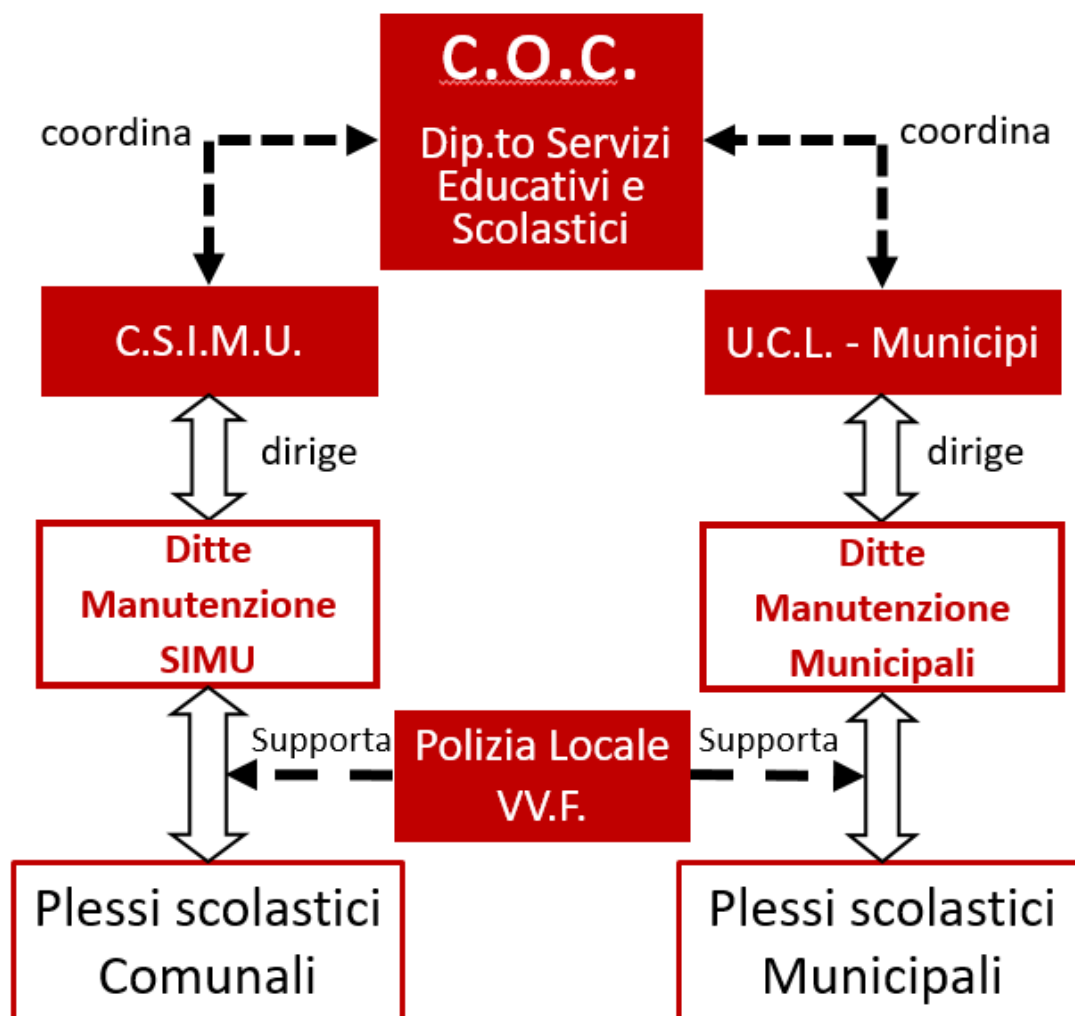 C.O.C.
Dip.to Servizi
Educativi e
Scolastici
coordina
coordina
C.S.I.M.U.
U.C.L. - Municipi
dirige
dirige
Ditte
Manutenzione
SIMU
Ditte
Manutenzione
Municipali
Supporta
Polizia Locale
VV.F.
Supporta
Plessi scolastici
Comunali
Plessi scolastici
Municipali